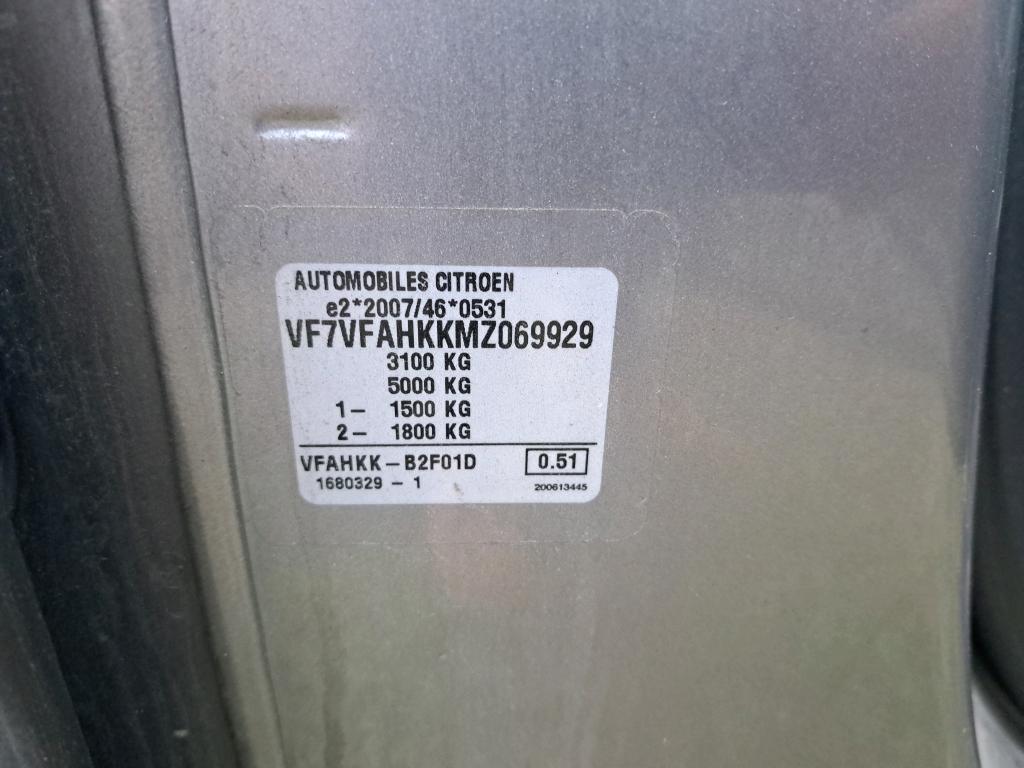 AUTOMOBILES CITROEN
e2*2007/46*0531
VF7VFAHKKMZ069929
3100 KG
5000 KG
1- 1500 KG
2- 1800 KG
VFAHKK-B2F01D 0.51
1680329 - 1 200613445